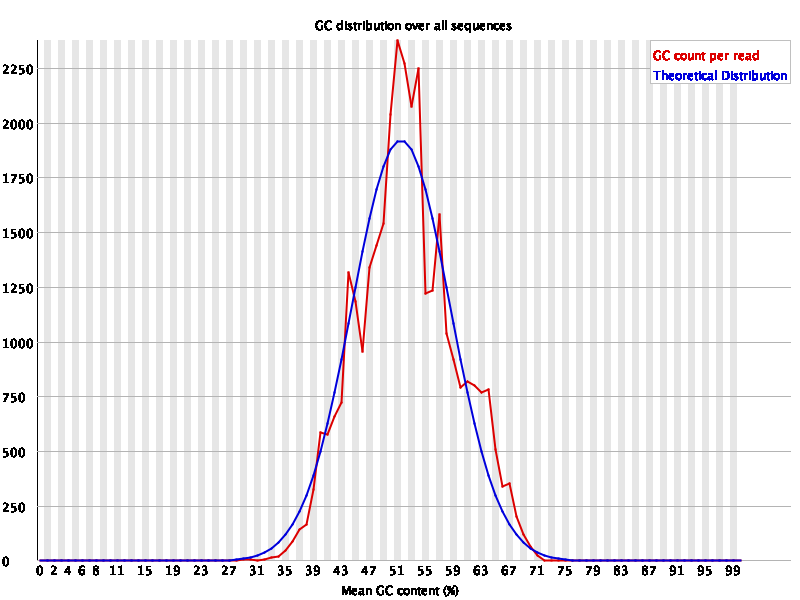 GC distribution over all sequences
GC count per read
Theoretical Distribution
2250
2000
1750
1500
1250
1000
750
500
250
0
0 2 4 6 8 11 15 19 23 27 31 35 39 43 47 51 55 59 63 67 71 75 79 83 87 91 95 99
Mean GC content (%)